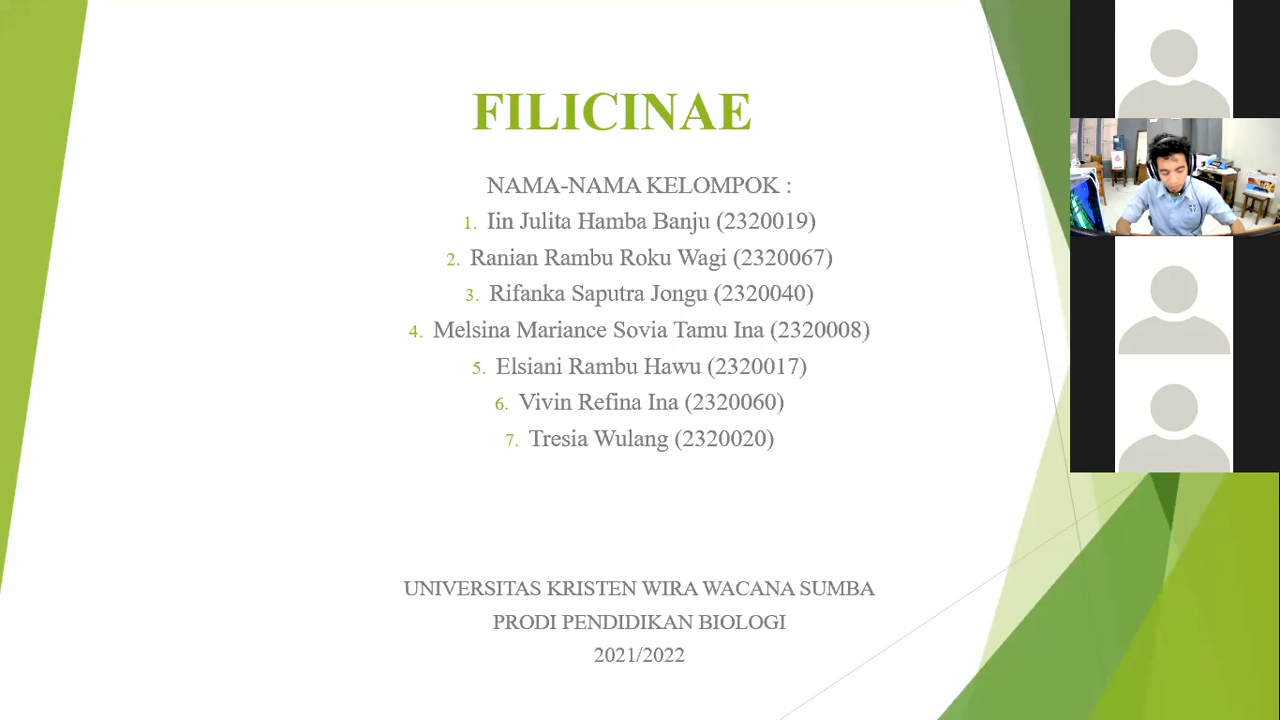 FILICINAE
NAMA-NAMA KELOMPOK :
1. Iin Julita Hamba Banju (2320019)
2. Ranian Rambu Roku Wagi (2320067)
3. Rifanka Saputra Jongu (2320040)
4. Melsina Mariance Sovia Tamu Ina (2320008)
5. Elsiani Rambu Hawu (2320017)
6. Vivin Refina Ina (2320060)
7. Tresia Wulang (2320020)
UNIVERSITAS KRISTEN WIRA WACANA SUMBA
PRODI PENDIDIKAN BIOLOGI
2021/2022